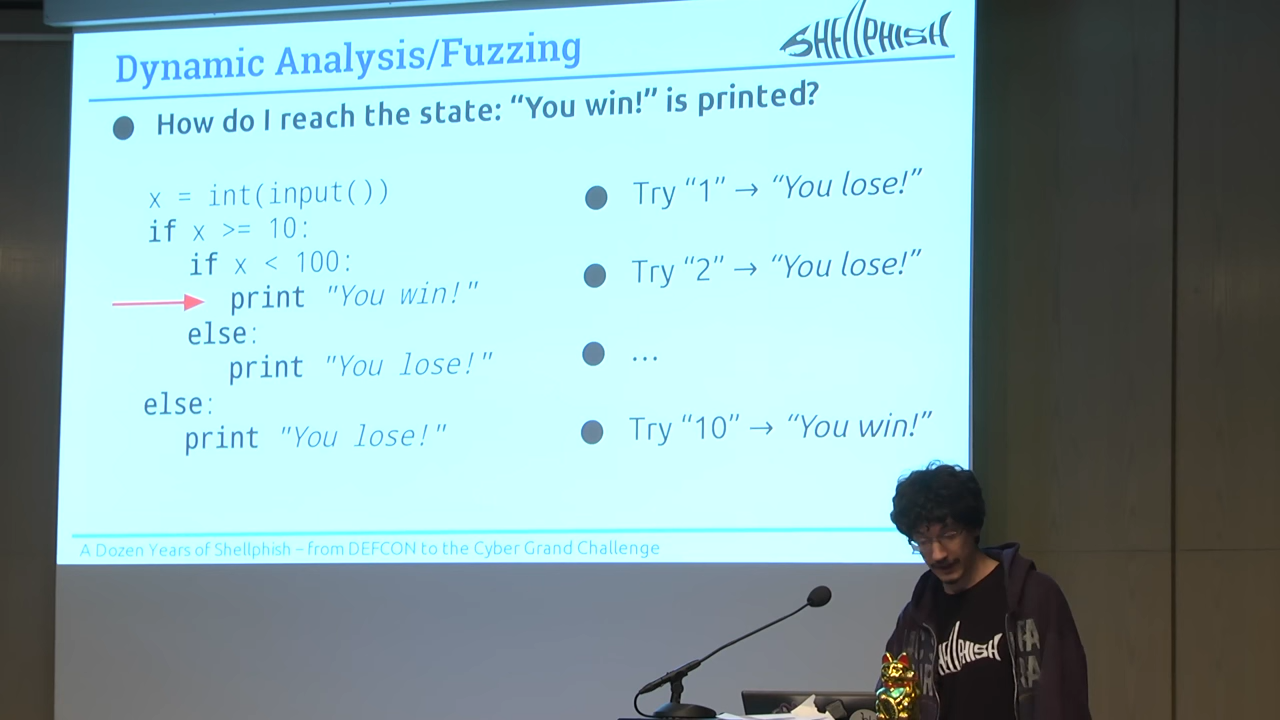 Dynamic Analysis/Fuzzing
SHELLPHISH
How do I reach the state: “You win!” is printed?
x = int(input())
if x >= 10:
if x < 100:
print "You win!"
else:
print "You lose!"
else:
print "You lose!"
Try “1” → “You lose!”
Try “2” → “You lose!”
...
Try “10” → “You win!”
A Dozen Years of Shellphish – from DEFCON to the Cyber Grand Challenge